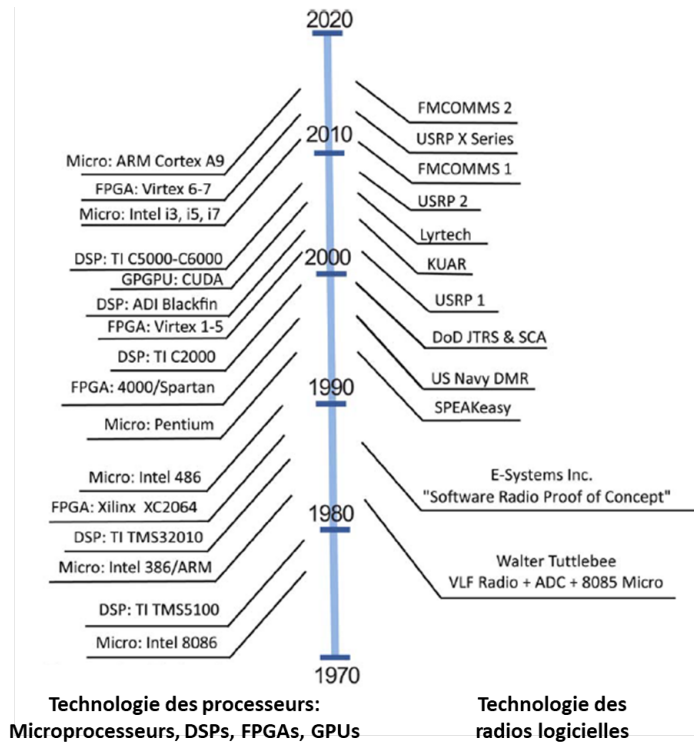 2020
FMCOMMS 2
USRP X Series
2010
Micro: ARM Cortex A9
FMCOMMS 1
FPGA: Virtex 6-7
USRP 2
Micro: Intel i3, i5, i7
Lyrtech
DSP: TI C5000-C6000
2000
KUAR
GPGPU: CUDA
DSP: ADI Blackfin
USRP 1
FPGA: Virtex 1-5
DoD JTRS & SCA
DSP: TI C2000
US Navy DMR
FPGA: 4000/Spartan
1990
SPEAKeasy
Micro: Pentium
Micro: Intel 486
E-Systems Inc.
"Software Radio Proof of Concept"
FPGA: Xilinx XC2064
1980
DSP: TI TMS32010
Micro: Intel 386/ARM
Walter Tuttlebee
VLF Radio + ADC + 8085 Micro
DSP: TI TMS5100
Micro: Intel 8086
1970
Technologie des processeurs:
Microprocesseurs, DSPs, FPGAs, GPUs
Technologie des
radios logicielles